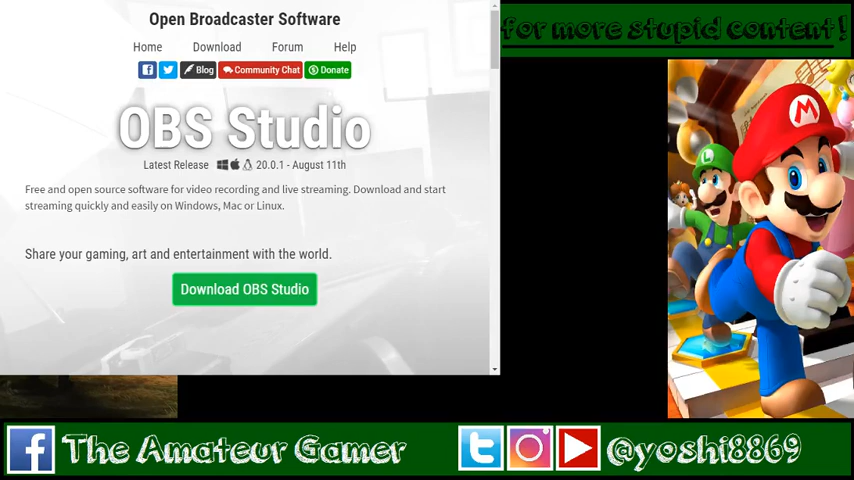 Open Broadcaster Software
for more stupid content!
Home Download Forum Help
Blog Community Chat Donate
OBS Studio
Latest Release 20.0.1 - August 11th
Free and open source software for video recording and live streaming. Download and start
streaming quickly and easily on Windows, Mac or Linux.
Share your gaming, art and entertainment with the world.
Download OBS Studio
M
L
The Amateur Gamer @yoshi8869